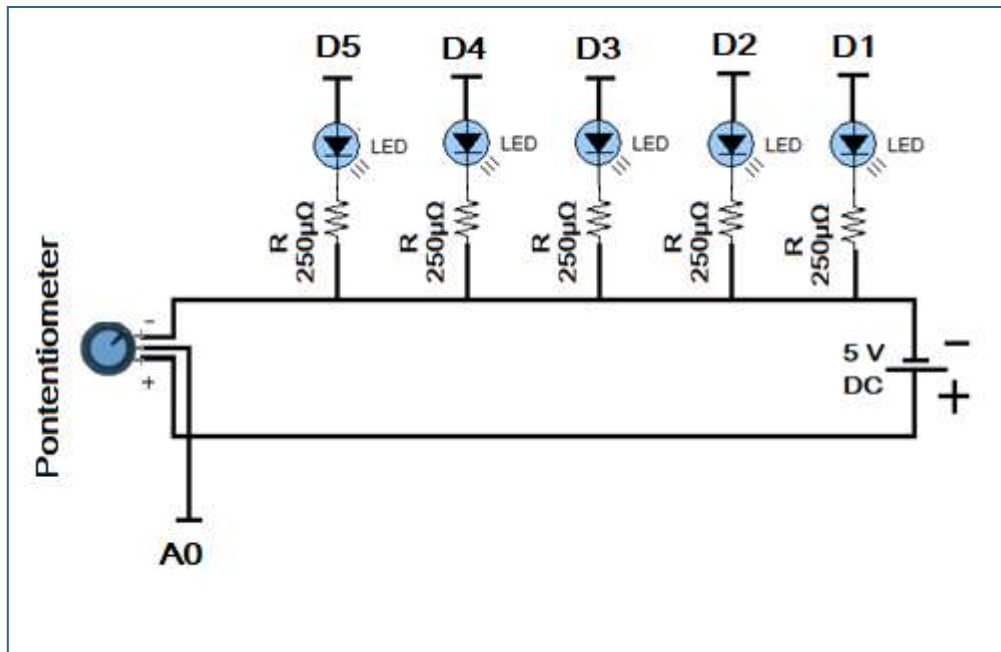 D5
D4
D3
D2
D1
LED
LED
LED
LED
LED
R
250μΩ
R
250μΩ
R
250μΩ
R
250μΩ
R
250μΩ
Pontentiometer
-
+
5 V
DC
-
+
A0